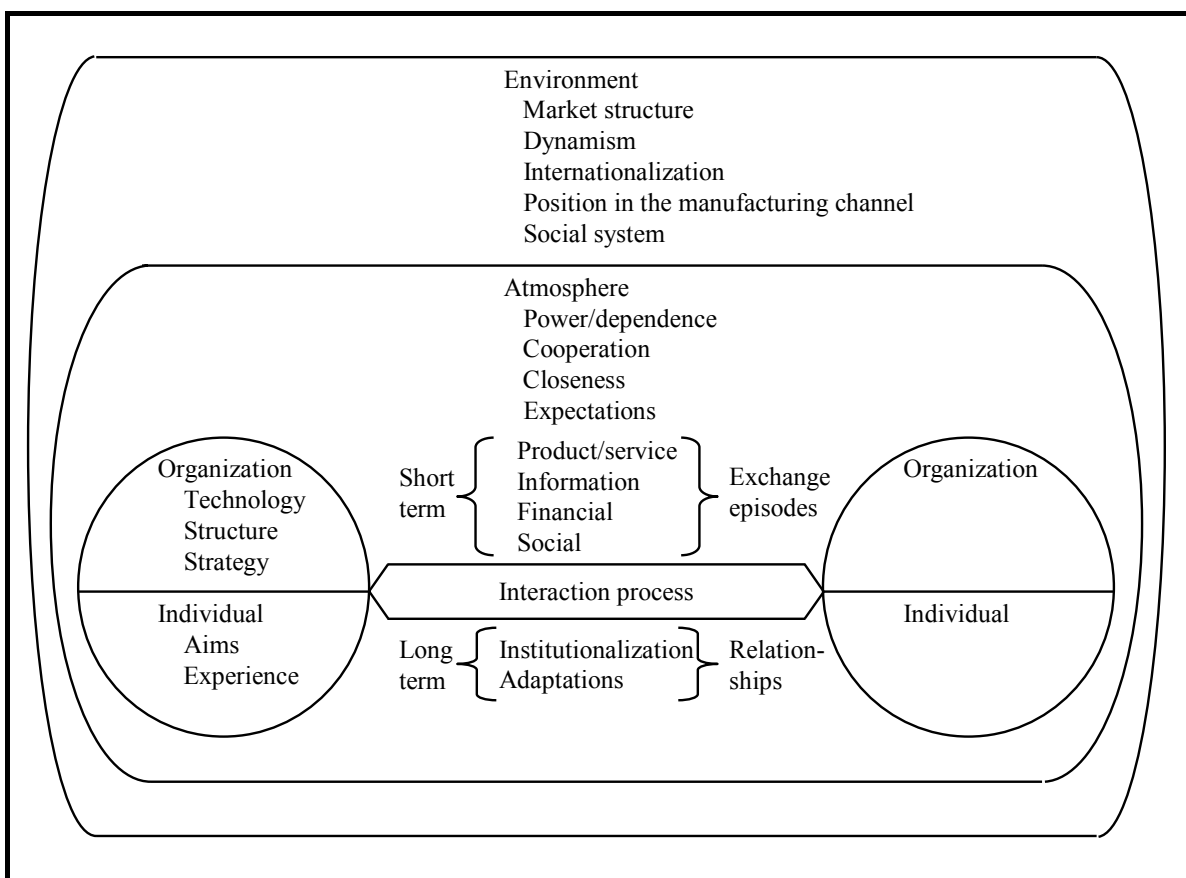 Environment
Market structure
Dynamism
Internationalization
Position in the manufacturing channel
Social system
Atmosphere
Power/dependence
Cooperation
Closeness
Expectations
Organization
Technology
Structure
Strategy
Individual
Aims
Experience
Short
term
Product/service
Information
Financial
Social
Exchange
episodes
Interaction process
Long
term
Institutionalization
Adaptations
Relation-
ships
Organization
Individual